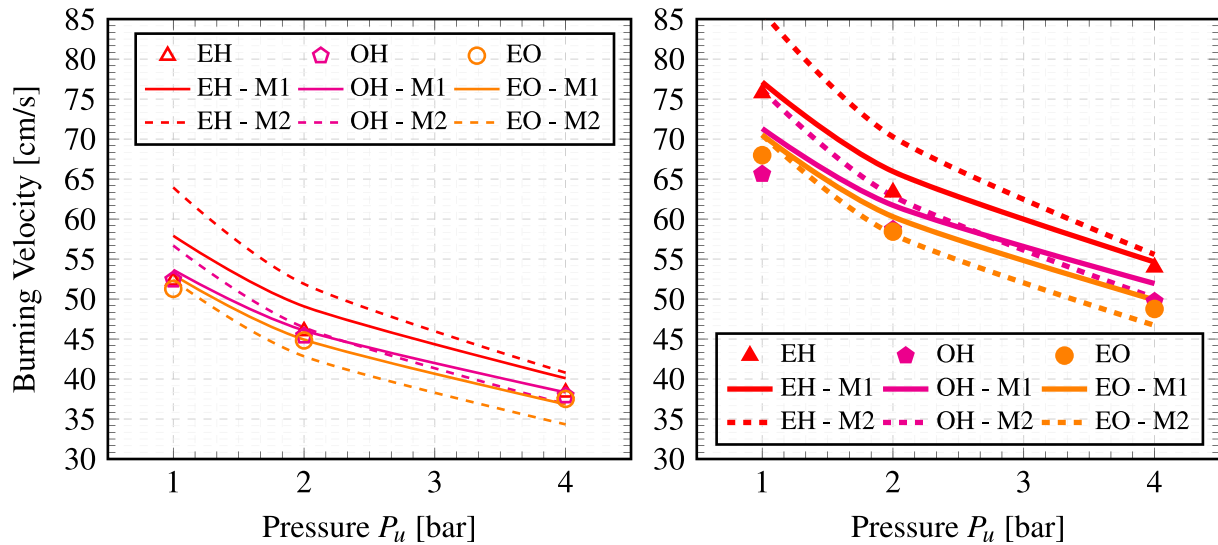 Burning Velocity [cm/s]
85
80
75
70
65
60
55
50
45
40
35
30
EH OH EO
EH - M1 OH - M1 EO - M1
EH - M2 OH - M2 EO - M2
1 2 3 4
Pressure Pu [bar]
85
80
75
70
65
60
55
50
45
40
35
30
EH OH EO
EH - M1 OH - M1 EO - M1
EH - M2 OH - M2 EO - M2
1 2 3 4
Pressure Pu [bar]